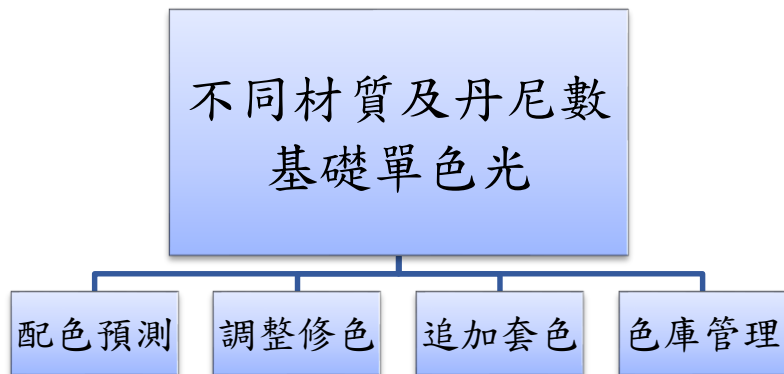 不同材質及丹尼數
基礎單色光
配色預測
調整修色
追加套色
色庫管理